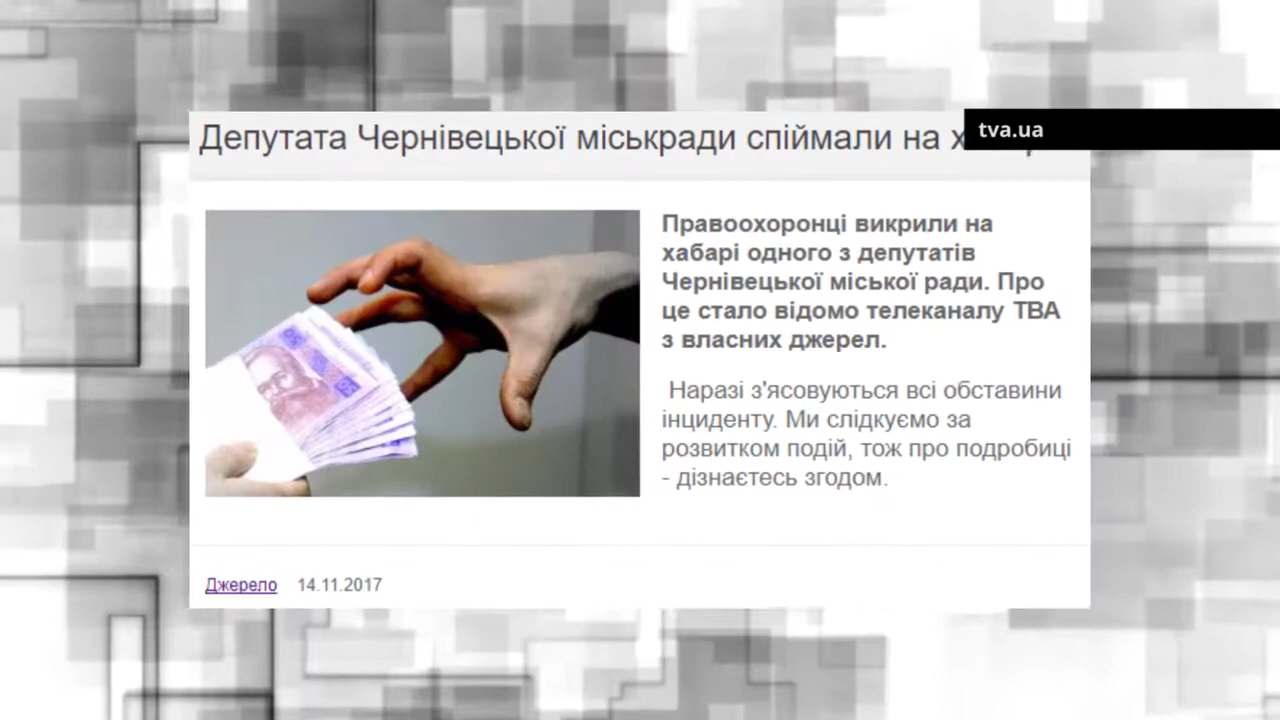 Депутата Чернівецької міськради спіймали на
tva.ua
Правоохоронці викрили на
хабарі одного з депутатів
Чернівецької міської ради. Про
це стало відомо телеканалу ТВА
з власних джерел.
Наразі з'ясовуються всі обставини
інциденту. Ми слідкуємо за
розвитком подій, тож про подробиці
- дізнаєтесь згодом.
Джерело 14.11.2017